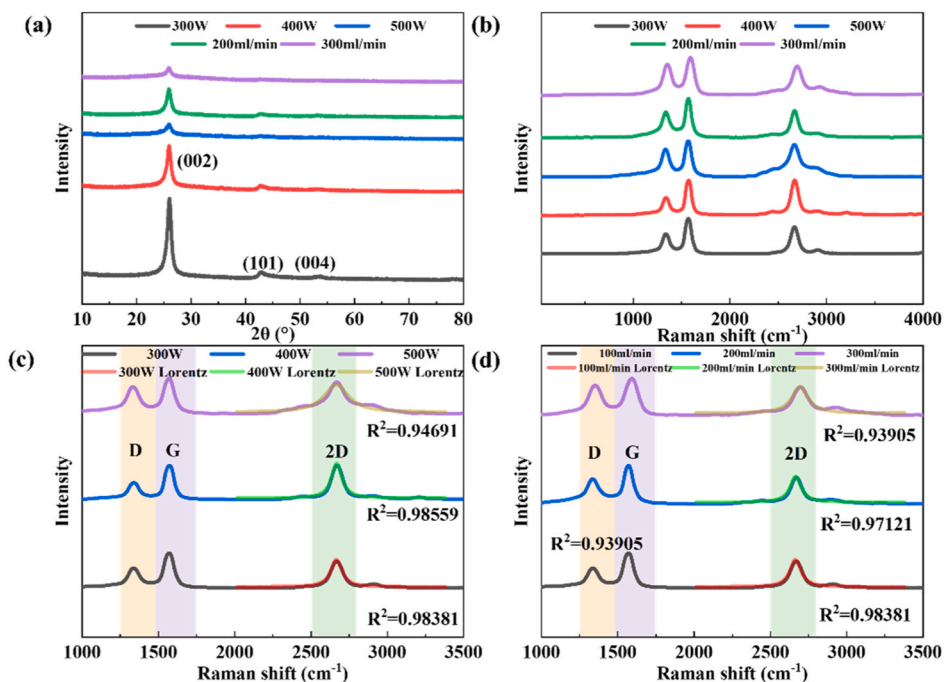 (a)
300W 400W 500W
200ml/min 300ml/min
Intensity
(002)
(101) (004)
10 20 30 40 50 60 70 80
2θ (°)
(b)
300W 400W 500W
200ml/min 300ml/min
Intensity
1000 2000 3000 4000
Raman shift (cm-1)
(c)
300W 400W 500W
300W Lorentz 400W Lorentz 500W Lorentz
Intensity
R2=0.94691
D G 2D
R2=0.98559
R2=0.98381
1000 1500 2000 2500 3000 3500
Raman shift (cm-1)
(d)
100ml/min 200ml/min 300ml/min
100ml/min Lorentz 200ml/min Lorentz 300ml/min Lorentz
Intensity
R2=0.93905
D G 2D
R2=0.97121
R2=0.93905
R2=0.98381
1000 1500 2000 2500 3000 3500
Raman shift (cm-1)